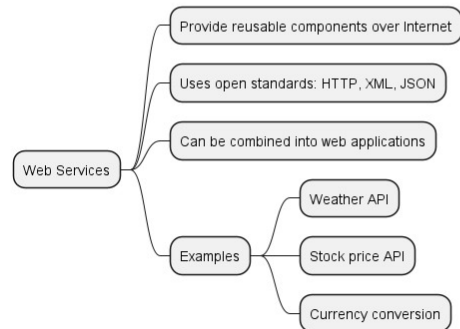 Provide reusable components over Internet
Uses open standards: HTTP, XML, JSON
Can be combined into web applications
Web Services
Weather API
Examples
Stock price API
Currency conversion